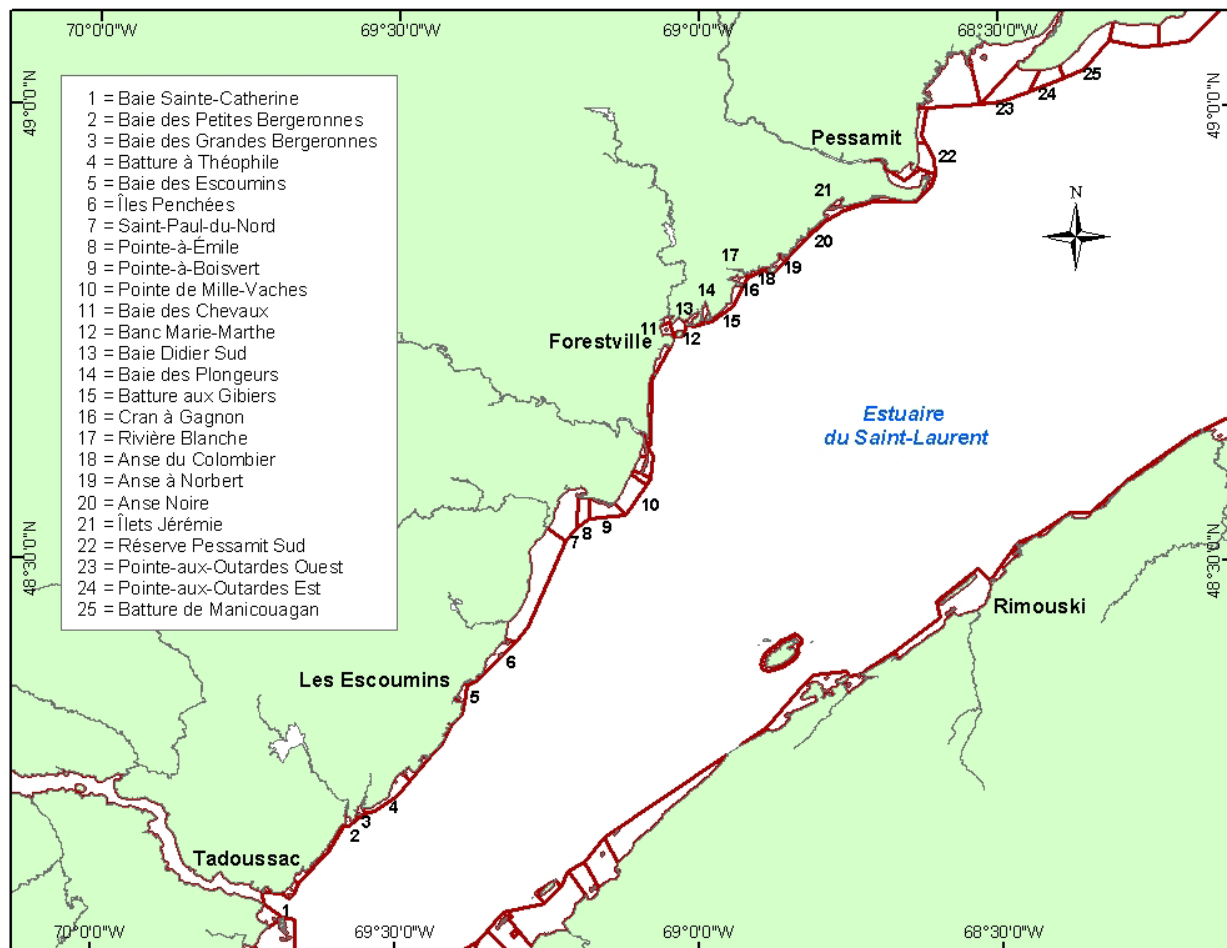 70°0'0"W
69°30'0"W
69°0'0"W
68°30'0"W
49°0'0"N
49°0'0"N
1 = Baie Sainte-Catherine
2 = Baie des Petites Bergeronnes
3 = Baie des Grandes Bergeronnes
4 = Batture à Théophile
5 = Baie des Escoumins
6 = Îles Penchées
7 = Saint-Paul-du-Nord
8 = Pointe-à-Émile
9 = Pointe-à-Boisvert
10 = Pointe de Mille-Vaches
11 = Baie des Chevaux
12 = Banc Marie-Marthe
13 = Baie Didier Sud
14 = Baie des Plongeurs
15 = Batture aux Gibiers
16 = Cran à Gagnon
17 = Rivière Blanche
18 = Anse du Colombier
19 = Anse à Norbert
20 = Anse Noire
21 = Îlets Jérémie
22 = Réserve Pessamit Sud
23 = Pointe-aux-Outardes Ouest
24 = Pointe-aux-Outardes Est
25 = Batture de Manicouagan
25
24
23
Pessamit
22
21
N
20
19
17
18
16
14
15
13
11
12
Forestville
Estuaire
du Saint-Laurent
10
9
8
7
48°30'0"N
48°30'0"N
Rimouski
6
Les Escoumins
5
4
3
2
Tadoussac
1
70°0'0"W
69°30'0"W
69°0'0"W
68°30'0"W